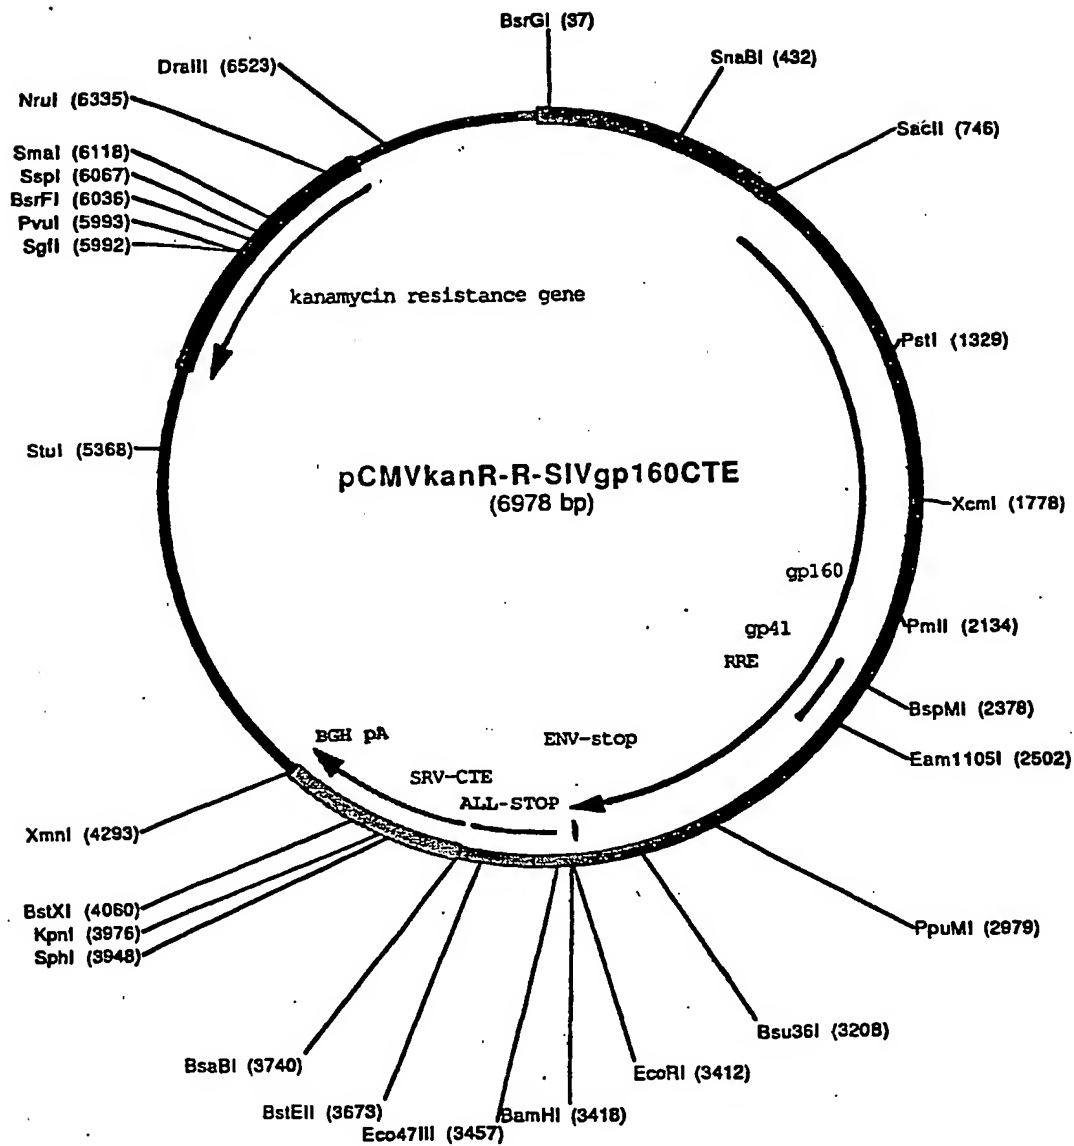 BsrGI (37)
SnaBI (432)
SacII (746)
PstI (1329)
XcmI (1778)
PmlI (2134)
BspMI (2378)
Eam1105I (2502)
PpuMI (2979)
Bsu36I (3208)
EcoRI (3412)
BamHI (3418)
Eco47III (3457)
BstEII (3673)
BsaBI (3740)
SphI (3948)
KpnI (3976)
BstXI (4060)
XmnI (4293)
StuI (5368)
SgfI (5992)
PvuI (5993)
BsrFI (6036)
SspI (6067)
SmaI (6118)
NruI (6335)
DraIII (6523)
kanamycin resistance gene
pCMVkanR-R-SIVgp160CTE
(6978 bp)
gp160
gp41
RRE
ENV-stop
BGH pA
SRV-CTE
ALL-STOP